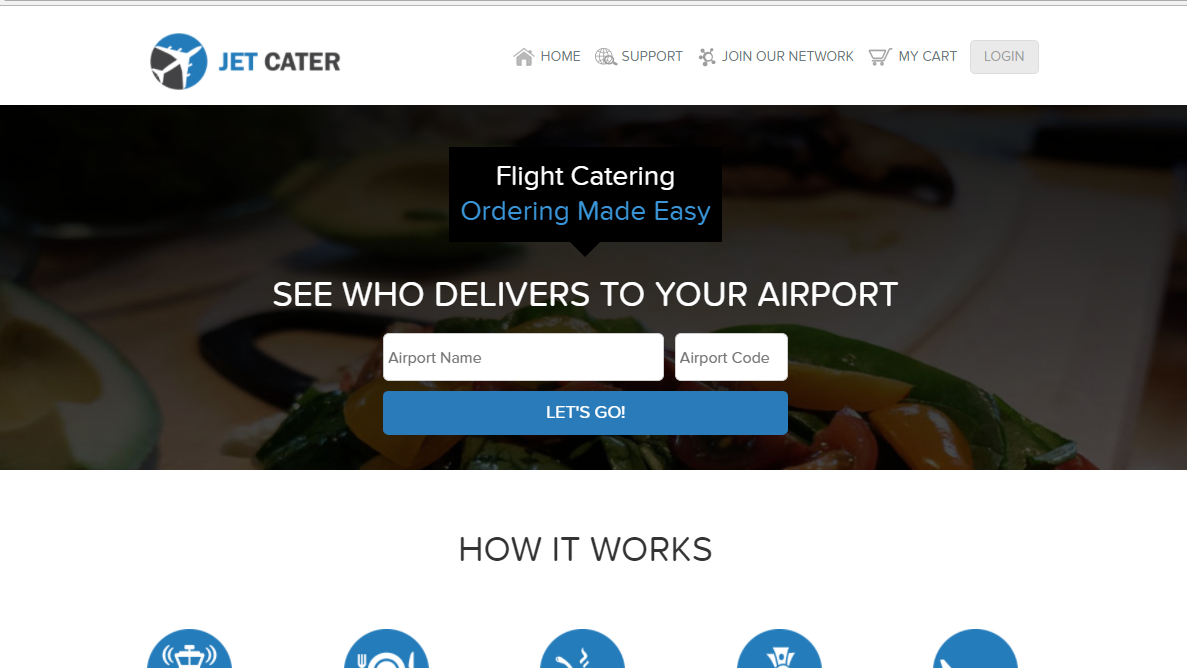 JET CATER
HOME SUPPORT JOIN OUR NETWORK MY CART LOGIN
Flight Catering
Ordering Made Easy
SEE WHO DELIVERS TO YOUR AIRPORT
Airport Name Airport Code
LET'S GO!
HOW IT WORKS